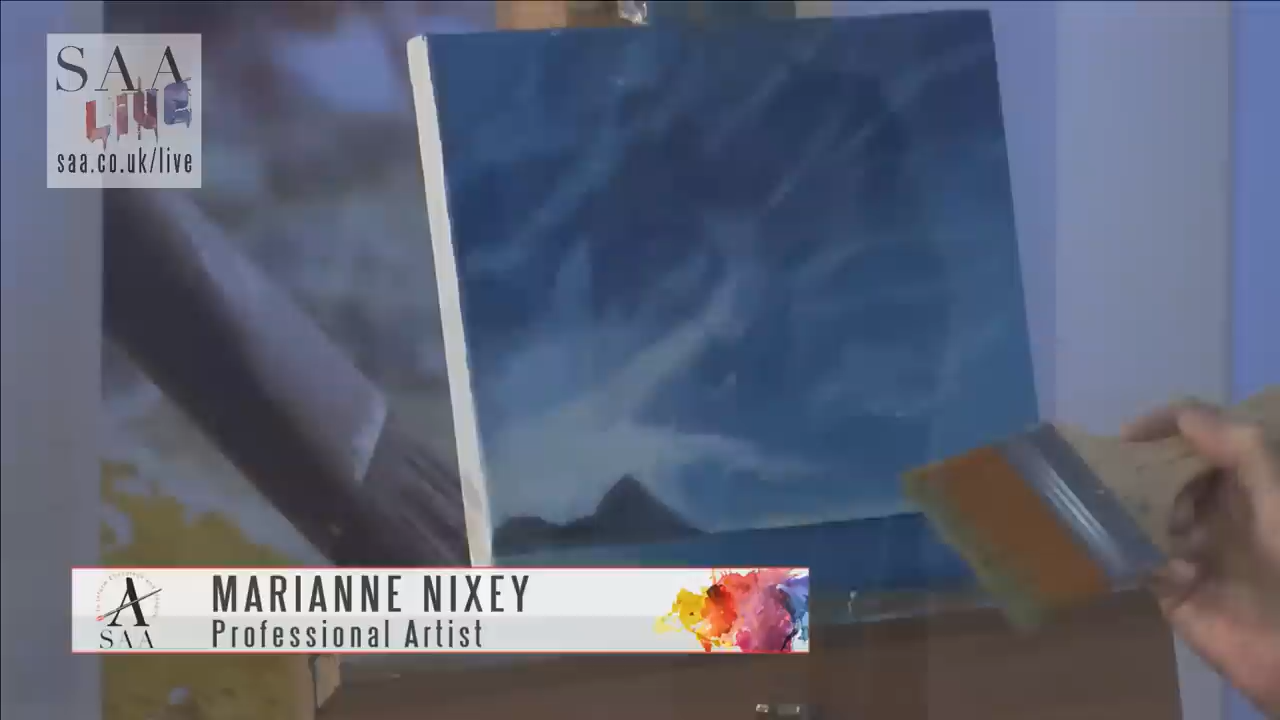 SAA
LIVE
saa.co.uk/live
MARIANNE NIXEY
Professional Artist
A
SAA